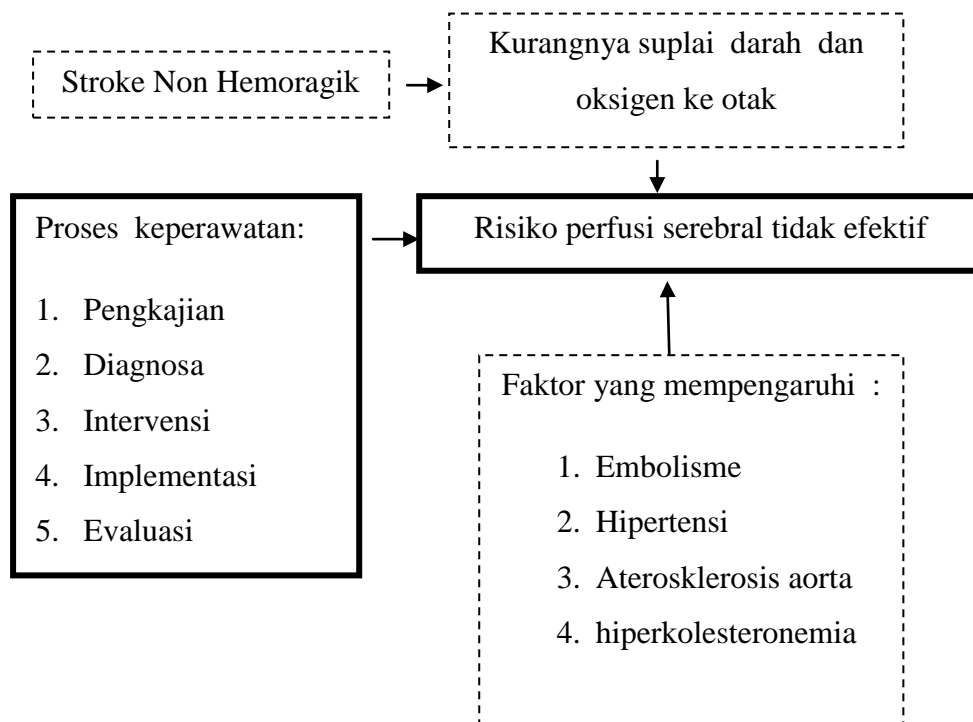 Stroke Non Hemoragik
Kurangnya suplai darah dan
oksigen ke otak
Proses keperawatan:
1. Pengkajian
2. Diagnosa
3. Intervensi
4. Implementasi
5. Evaluasi
Risiko perfusi serebral tidak efektif
Faktor yang mempengaruhi :
1. Embolisme
2. Hipertensi
3. Aterosklerosis aorta
4. hiperkolesteronemia